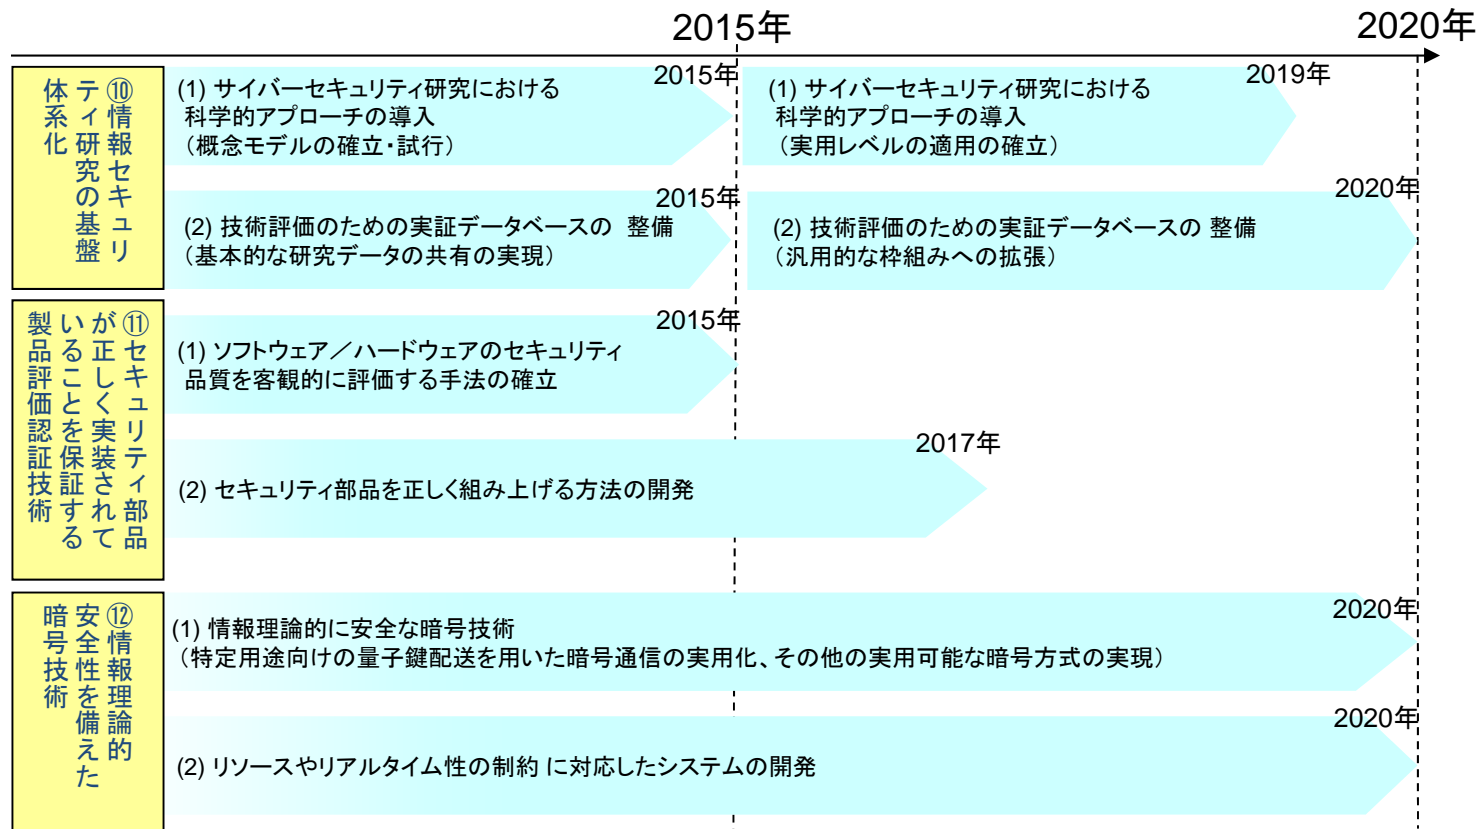 2015年
2020年
⑩情報セキュリ
ティ研究の基盤
体系化
2015年
(1) サイバーセキュリティ研究における
科学的アプローチの導入
（概念モデルの確立・試行）
2019年
(1) サイバーセキュリティ研究における
科学的アプローチの導入
（実用レベルの適用の確立）
2015年
(2) 技術評価のための実証データベースの 整備
（基本的な研究データの共有の実現）
2020年
(2) 技術評価のための実証データベースの 整備
（汎用的な枠組みへの拡張）
⑪セキュリティ部品
が正しく実装されて
いることを保証する
製品評価認証技術
2015年
(1) ソフトウェア／ハードウェアのセキュリティ
品質を客観的に評価する手法の確立
2017年
(2) セキュリティ部品を正しく組み上げる方法の開発
⑫情報理論的
安全性を備えた
暗号技術
2020年
(1) 情報理論的に安全な暗号技術
（特定用途向けの量子鍵配送を用いた暗号通信の実用化、その他の実用可能な暗号方式の実現）
2020年
(2) リソースやリアルタイム性の制約 に対応したシステムの開発